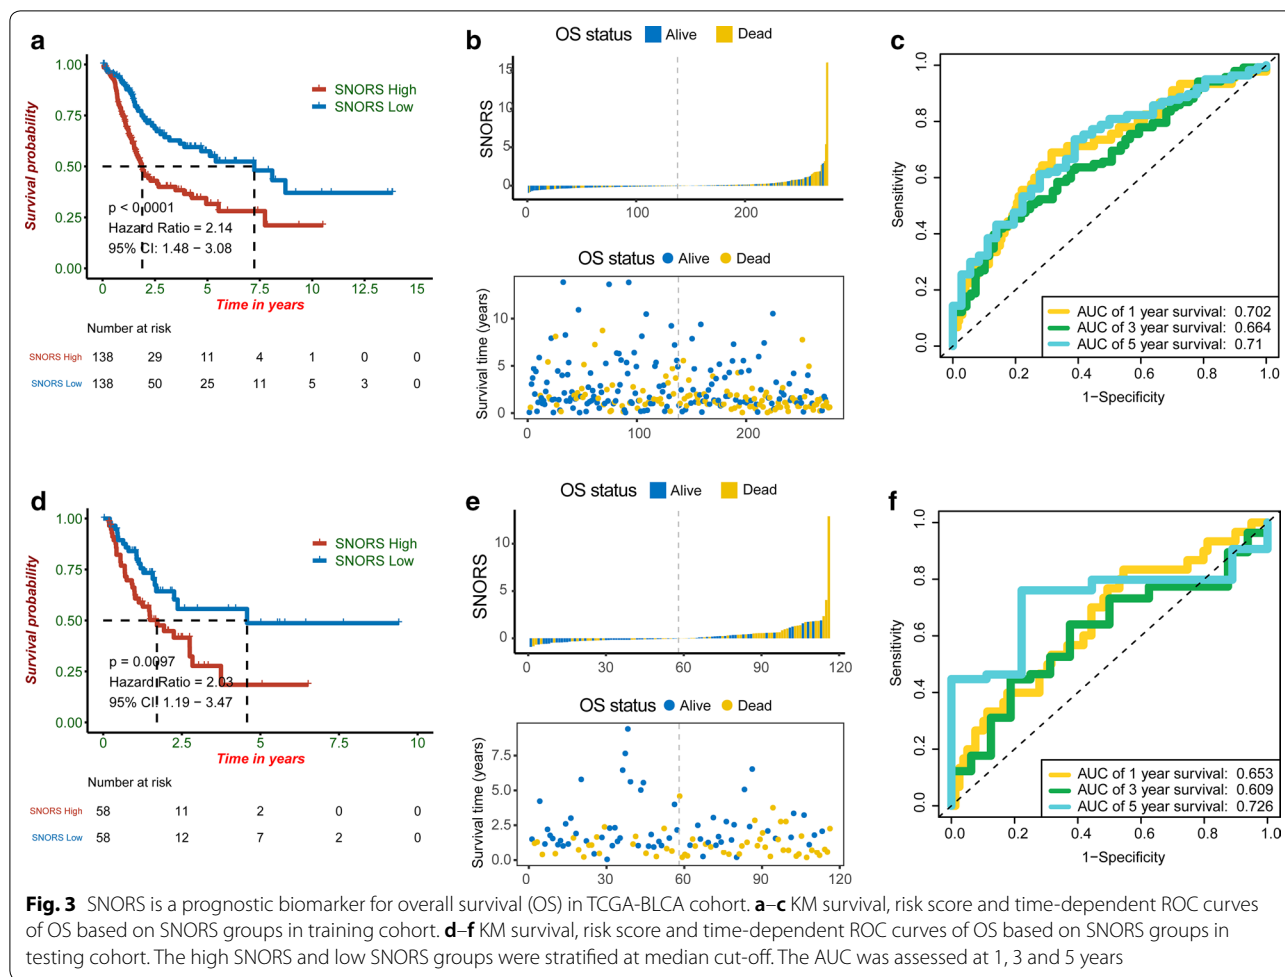 a
1.00
0.75
0.50
0.25
0.00
Survival probability
SNORS High
SNORS Low
p < 0.0001
Hazard Ratio = 2.14
95% CI: 1.48 − 3.08
0 2.5 5 7.5 10 12.5 15
Time in years
Number at risk
SNORS High 138 29 11 4 1 0 0
SNORS Low 138 50 25 11 5 3 0
b
OS status Alive Dead
SNORS
15
10
5
0
0 100 200
OS status Alive Dead
Survival time (years)
10
5
0
0 100 200
c
Sensitivity
1.0
0.8
0.6
0.4
0.2
0.0
AUC of 1 year survival: 0.702
AUC of 3 year survival: 0.664
AUC of 5 year survival: 0.71
0.0 0.2 0.4 0.6 0.8 1.0
1−Specificity
d
1.00
0.75
0.50
0.25
0.00
Survival probability
SNORS High
SNORS Low
p = 0.0097
Hazard Ratio = 2.03
95% CI: 1.19 − 3.47
0 2.5 5 7.5 10
Time in years
Number at risk
SNORS High 58 11 2 0 0
SNORS Low 58 12 7 2 0
e
OS status Alive Dead
SNORS
10
5
0
0 30 60 90 120
OS status Alive Dead
Survival time (years)
7.5
5.0
2.5
0.0
0 30 60 90 120
f
Sensitivity
1.0
0.8
0.6
0.4
0.2
0.0
AUC of 1 year survival: 0.653
AUC of 3 year survival: 0.609
AUC of 5 year survival: 0.726
0.0 0.2 0.4 0.6 0.8 1.0
1−Specificity
Fig. 3 SNORS is a prognostic biomarker for overall survival (OS) in TCGA-BLCA cohort. a–c KM survival, risk score and time-dependent ROC curves
of OS based on SNORS groups in training cohort. d–f KM survival, risk score and time-dependent ROC curves of OS based on SNORS groups in
testing cohort. The high SNORS and low SNORS groups were stratified at median cut-off. The AUC was assessed at 1, 3 and 5 years